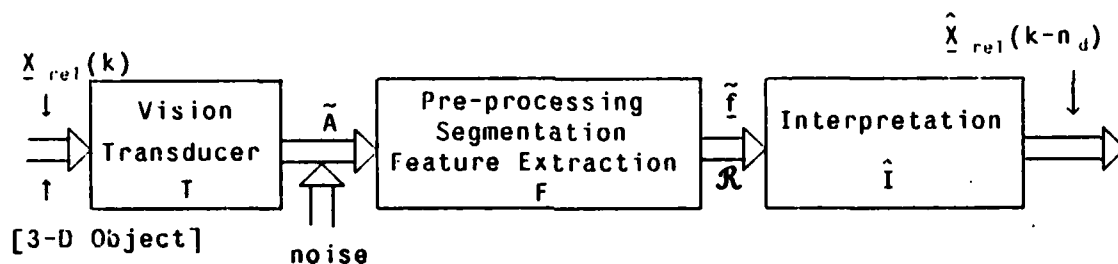 X rel(k)
Vision
Transducer
T
Ã
Pre-processing
Segmentation
Feature Extraction
F
f̃
ℛ
Interpretation
Î
X̂ rel(k-n d)
[3-D Object]
noise